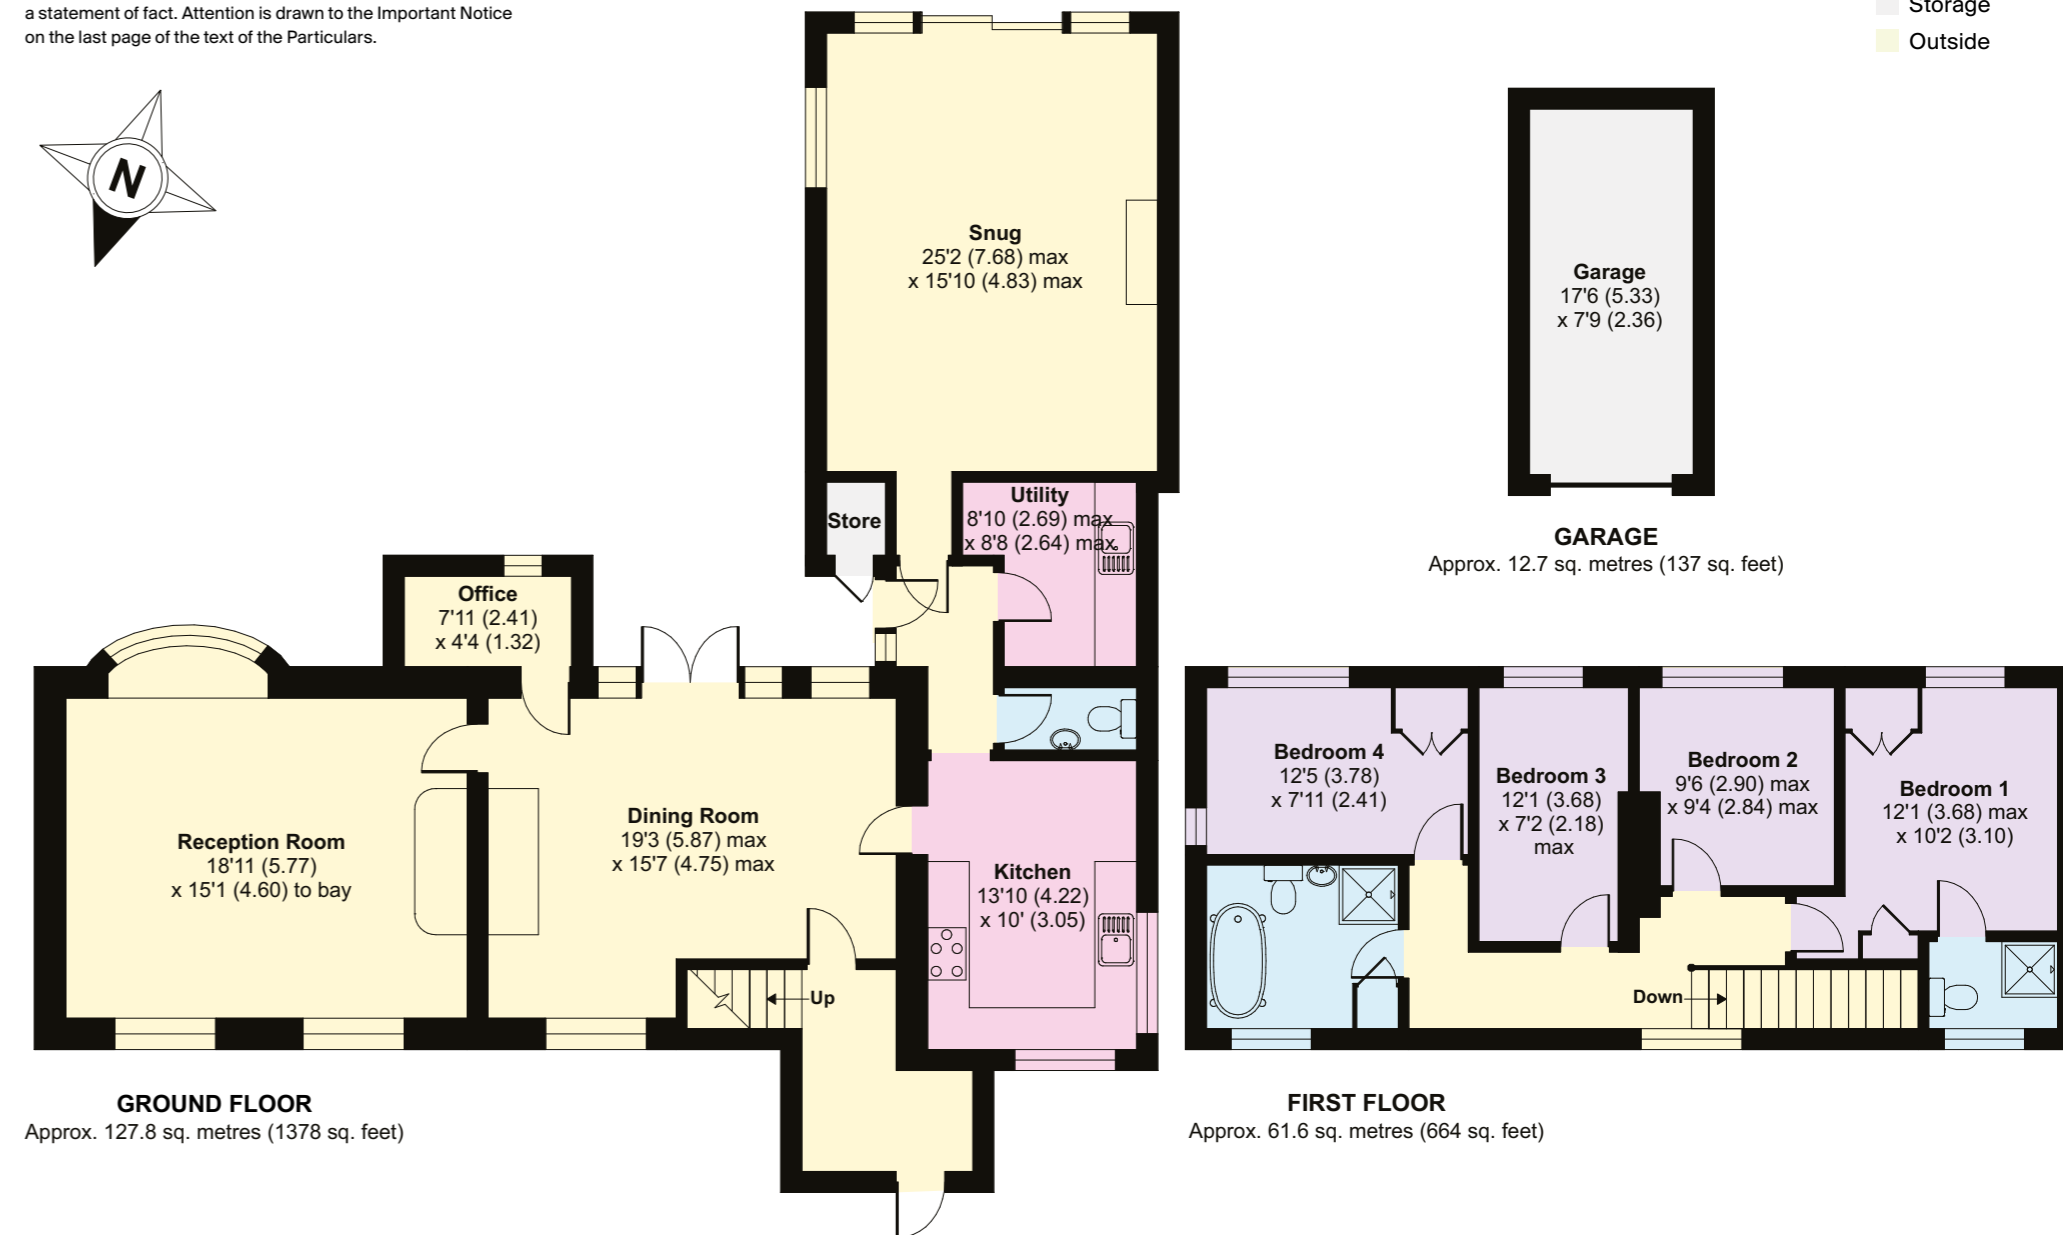 a statement of fact. Attention is drawn to the Important Notice
on the last page of the text of the Particulars.
Storage
Outside
N
Snug
25'2 (7.68) max
x 15'10 (4.83) max
Garage
17'6 (5.33)
x 7'9 (2.36)
GARAGE
Approx. 12.7 sq. metres (137 sq. feet)
Store
Utility
8'10 (2.69) max
x 8'8 (2.64) max
Office
7'11 (2.41)
x 4'4 (1.32)
Reception Room
18'11 (5.77)
x 15'1 (4.60) to bay
Dining Room
19'3 (5.87) max
x 15'7 (4.75) max
Kitchen
13'10 (4.22)
x 10' (3.05)
Up
GROUND FLOOR
Approx. 127.8 sq. metres (1378 sq. feet)
Bedroom 4
12'5 (3.78)
x 7'11 (2.41)
Bedroom 3
12'1 (3.68)
x 7'2 (2.18)
max
Bedroom 2
9'6 (2.90) max
x 9'4 (2.84) max
Bedroom 1
12'1 (3.68) max
x 10'2 (3.10)
Down
FIRST FLOOR
Approx. 61.6 sq. metres (664 sq. feet)